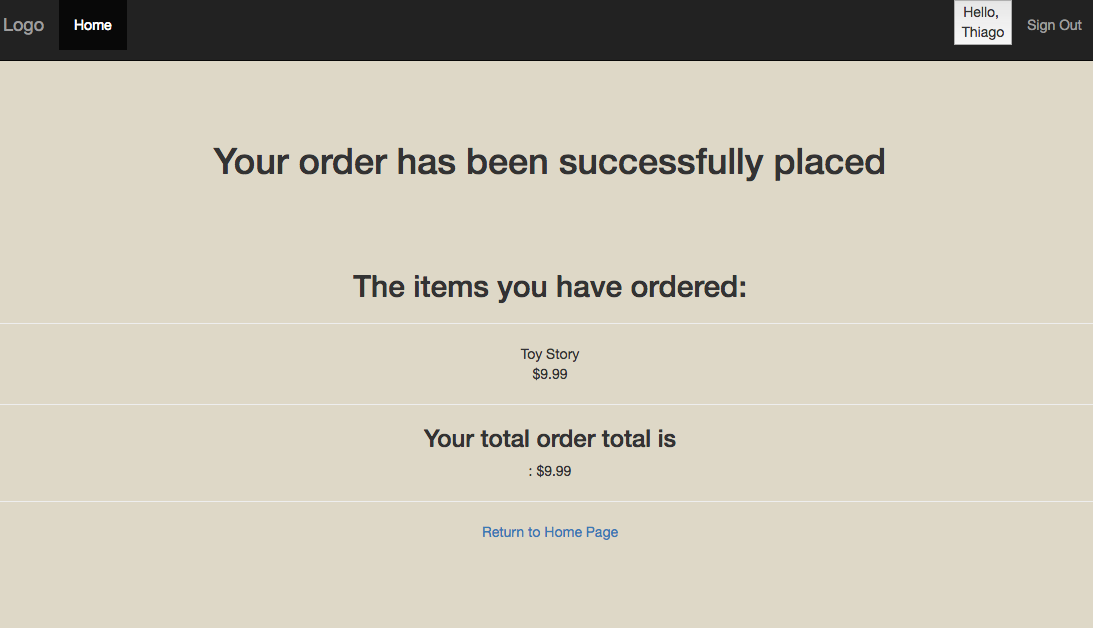 Logo
Home
Hello,
Thiago
Sign Out
Your order has been successfully placed
The items you have ordered:
Toy Story
$9.99
Your total order total is
: $9.99
Return to Home Page